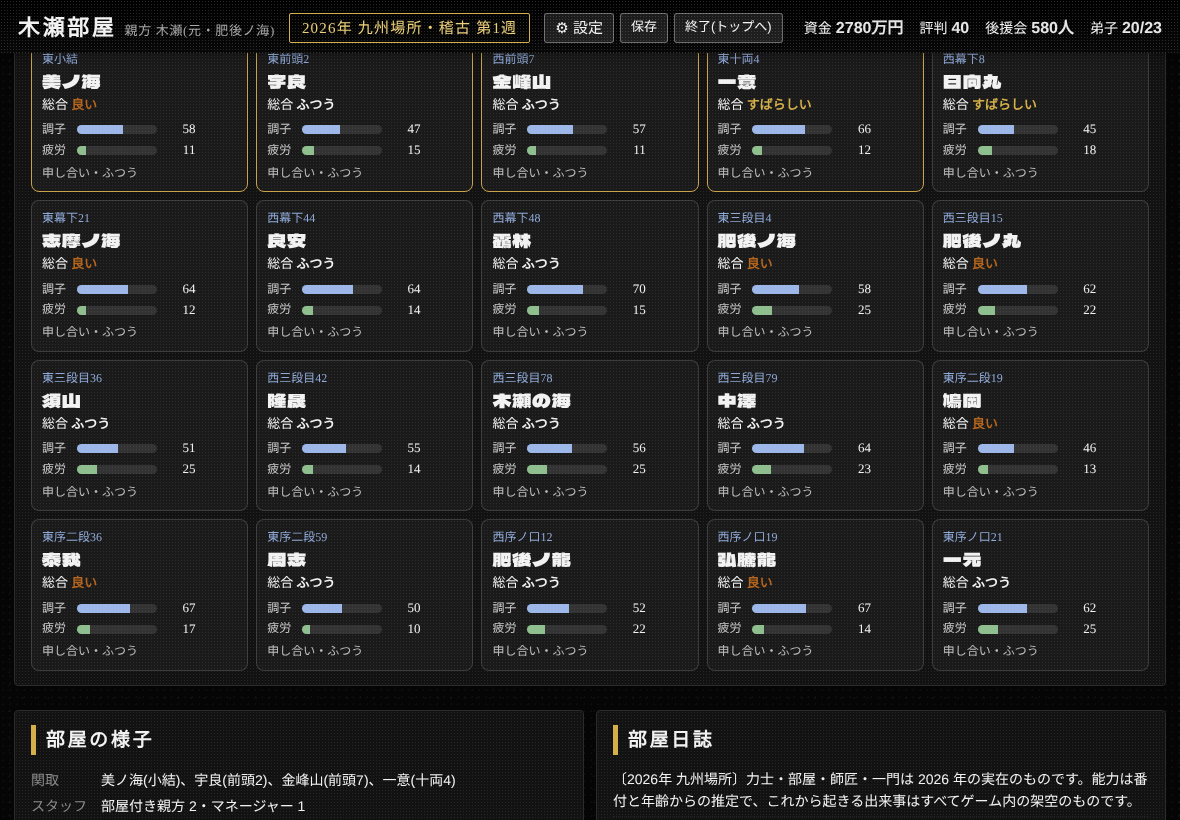 木瀬部屋 親方 木瀬(元・肥後ノ海) 2026年 九州場所・稽古 第1週 ⚙ 設定 保存 終了(トップへ) 資金 2780万円 評判 40 後援会 580人 弟子 20/23
東小結 東前頭2 西前頭7 東十両4 西幕下8
美ノ海 宇良 金峰山 一意 日向丸
総合 良い 総合 ふつう 総合 ふつう 総合 すばらしい 総合 すばらしい
調子 58 調子 47 調子 57 調子 66 調子 45
疲労 11 疲労 15 疲労 11 疲労 12 疲労 18
申し合い・ふつう 申し合い・ふつう 申し合い・ふつう 申し合い・ふつう 申し合い・ふつう
東幕下21 西幕下44 西幕下48 東三段目4 西三段目15
志摩ノ海 良安 霸林 肥後ノ海 肥後ノ丸
総合 良い 総合 ふつう 総合 ふつう 総合 良い 総合 良い
調子 64 調子 64 調子 70 調子 58 調子 62
疲労 12 疲労 14 疲労 15 疲労 25 疲労 22
申し合い・ふつう 申し合い・ふつう 申し合い・ふつう 申し合い・ふつう 申し合い・ふつう
東三段目36 西三段目42 西三段目78 西三段目79 東序二段19
須山 隆晟 木瀬の海 中澤 鳩岡
総合 ふつう 総合 ふつう 総合 ふつう 総合 ふつう 総合 良い
調子 51 調子 55 調子 56 調子 64 調子 46
疲労 25 疲労 14 疲労 25 疲労 23 疲労 13
申し合い・ふつう 申し合い・ふつう 申し合い・ふつう 申し合い・ふつう 申し合い・ふつう
東序二段36 東序二段59 西序ノ口12 西序ノ口19 東序ノ口21
泰我 周志 肥後ノ龍 弘騰龍 一元
総合 良い 総合 ふつう 総合 ふつう 総合 良い 総合 ふつう
調子 67 調子 50 調子 52 調子 67 調子 62
疲労 17 疲労 10 疲労 22 疲労 14 疲労 25
申し合い・ふつう 申し合い・ふつう 申し合い・ふつう 申し合い・ふつう 申し合い・ふつう
部屋の様子
関取 美ノ海(小結)、宇良(前頭2)、金峰山(前頭7)、一意(十両4)
スタッフ 部屋付き親方 2・マネージャー 1
部屋日誌
〔2026年 九州場所〕力士・部屋・師匠・一門は 2026 年の実在のものです。能力は番
付と年齢からの推定で、これから起きる出来事はすべてゲーム内の架空のものです。